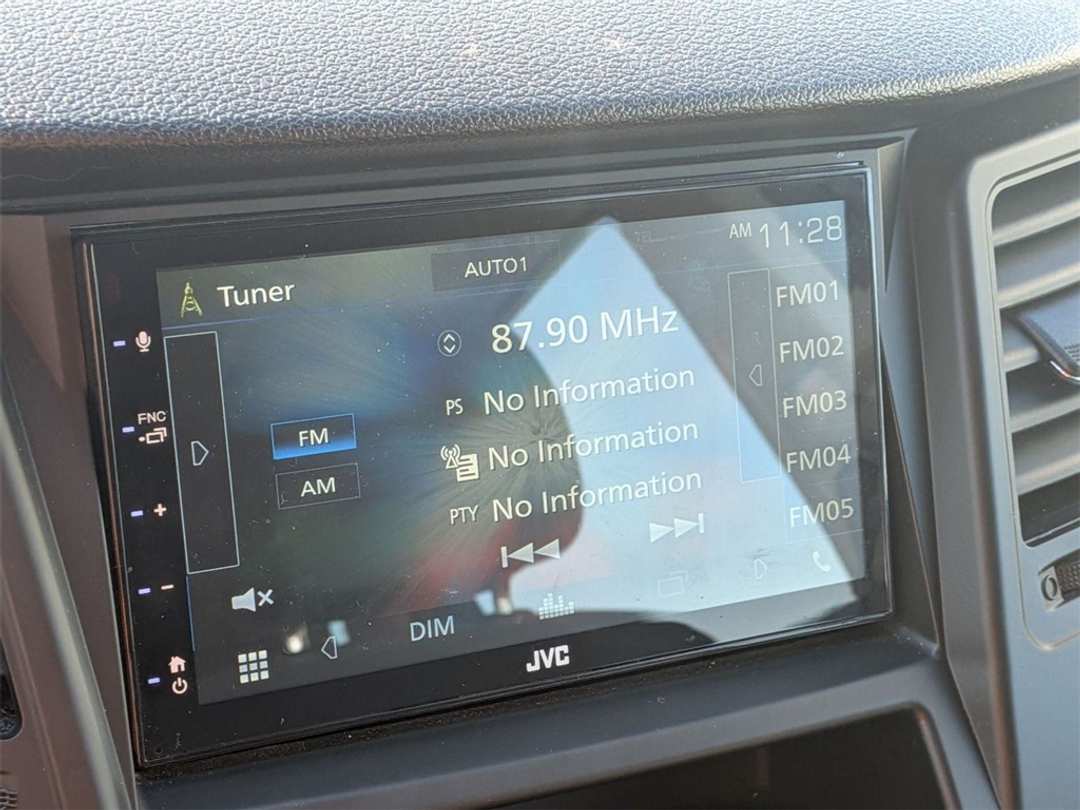 AM 11:28
AUTO1
Tuner
87.90 MHz
FM01
PS No Information
FM02
FNC
FM
No Information
FM03
AM
PTY No Information
FM04
FM05
DIM
JVC